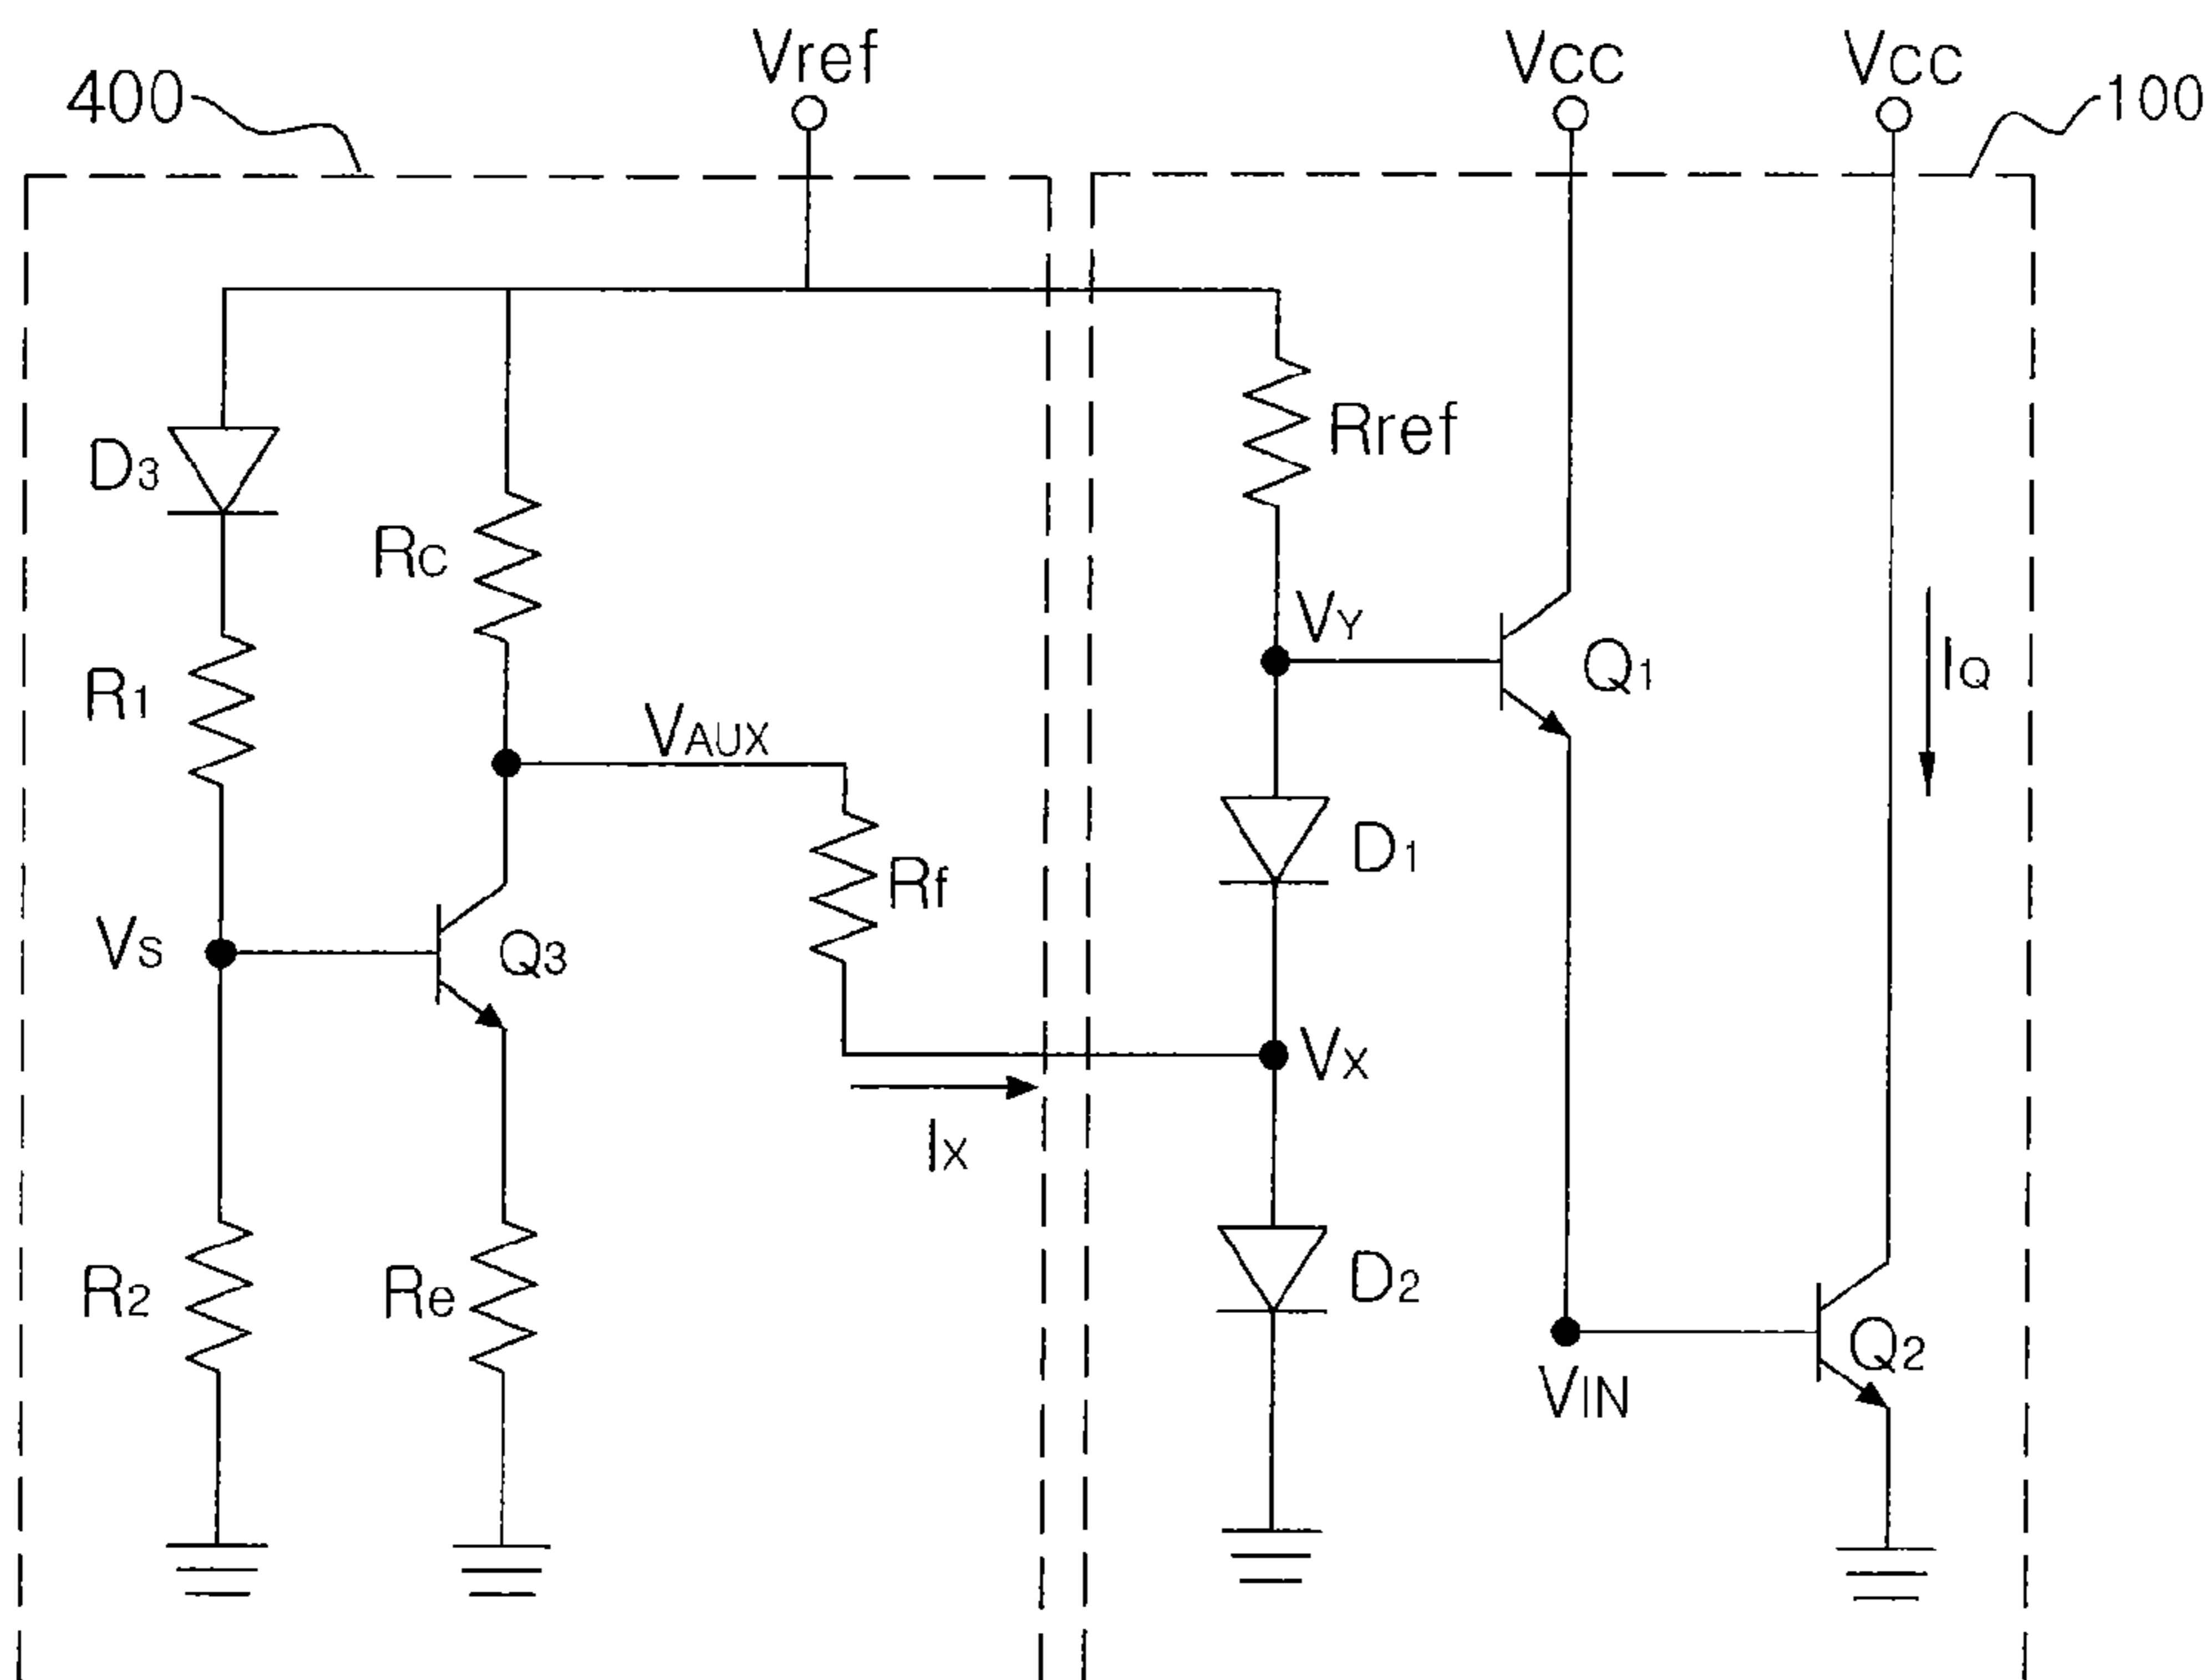 Vref
VCC
VCC
400
100
D3
RC
Rref
VY
Q1
IQ
R1
VAUX
Rf
D1
VS
Q3
VX
IX
R2
Re
D2
VIN
Q2